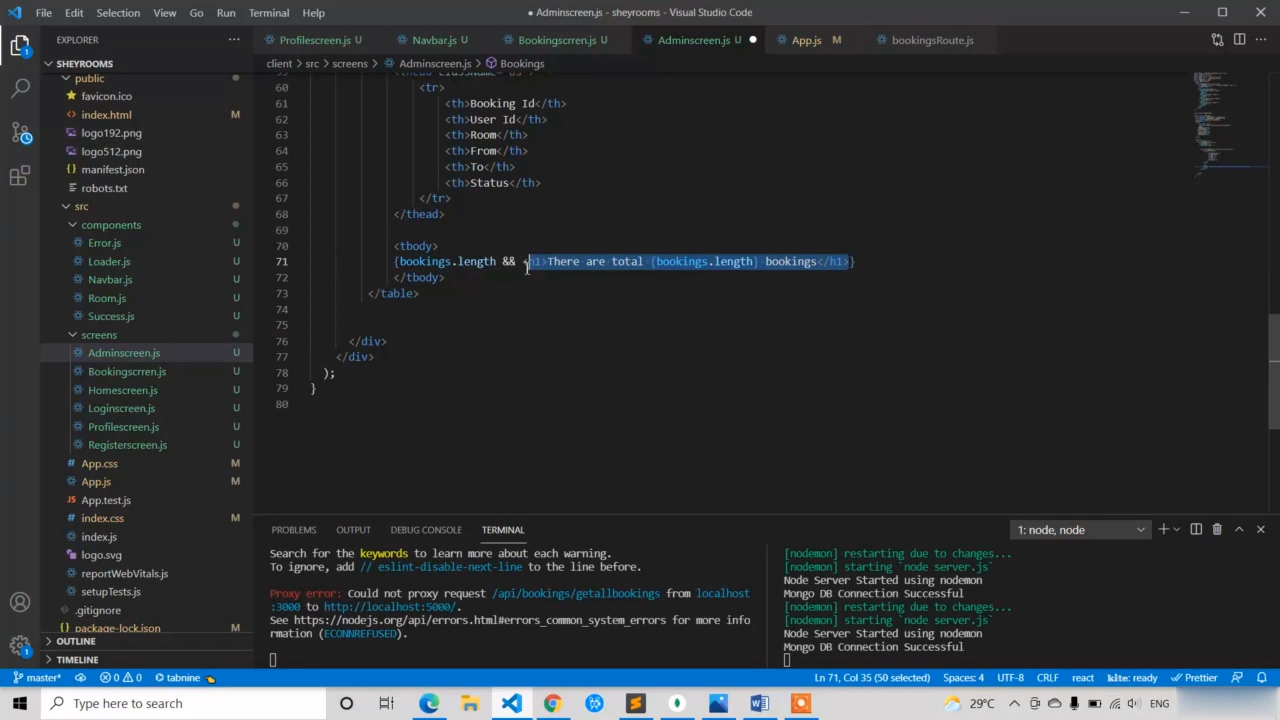 File Edit Selection View Go Run Terminal Help
● Adminscreen.js - sheyrooms - Visual Studio Code
EXPLORER
Profilescreen.js U
Navbar.js U
Bookingscrren.js U
Adminscreen.js U
App.js M
bookingsRoute.js
SHEYROOMS
client > src > screens > Adminscreen.js > Bookings
public
favicon.ico
index.html M
logo192.png
logo512.png
manifest.json
robots.txt
src
components
Error.js U
Loader.js U
Navbar.js U
Room.js U
Success.js U
screens
Adminscreen.js U
Bookingscrren.js U
Homescreen.js U
Loginscreen.js U
Profilescreen.js U
Registerscreen.js U
App.css M
App.js M
App.test.js
index.css M
index.js
logo.svg
reportWebVitals.js
setupTests.js
.gitignore
package-lock.json
OUTLINE
TIMELINE
60 <tr>
61 <th>Booking Id</th>
62 <th>User Id</th>
63 <th>Room</th>
64 <th>From</th>
65 <th>To</th>
66 <th>Status</th>
67 </tr>
68 </thead>
69
70 <tbody>
71 {bookings.length && <h1>There are total {bookings.length} bookings</h1>}
72 </tbody>
73 </table>
74
75
76 </div>
77 </div>
78 );
79 }
80
PROBLEMS OUTPUT DEBUG CONSOLE TERMINAL
1: node, node
Search for the keywords to learn more about each warning.
To ignore, add // eslint-disable-next-line to the line before.
Proxy error: Could not proxy request /api/bookings/getallbookings from localhost
:3000 to http://localhost:5000/.
See https://nodejs.org/api/errors.html#errors_common_system_errors for more info
rmation (ECONNREFUSED).
[nodemon] restarting due to changes...
[nodemon] starting `node server.js`
Node Server Started using nodemon
Mongo DB Connection Successful
[nodemon] restarting due to changes...
[nodemon] starting `node server.js`
Node Server Started using nodemon
Mongo DB Connection Successful
master* 0 0 tabnine
Ln 71, Col 35 (50 selected) Spaces: 4 UTF-8 CRLF react kite: ready Prettier
Type here to search
29°C
ENG